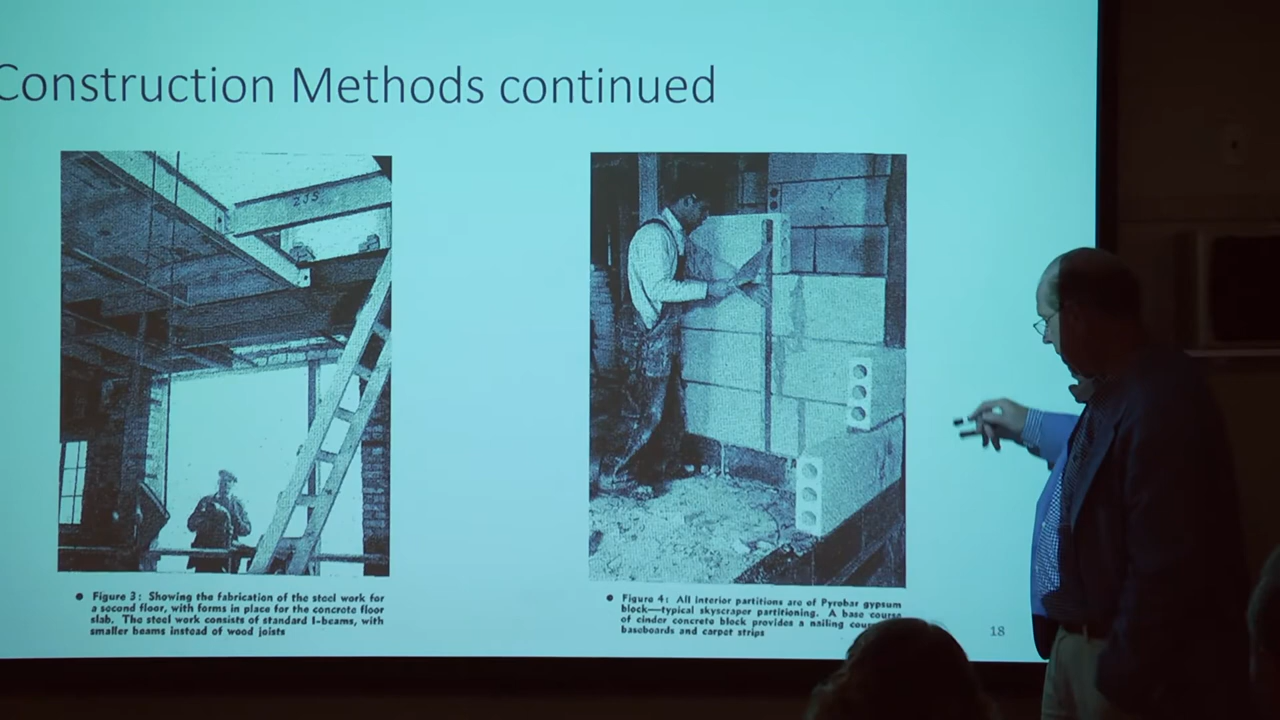 Construction Methods continued
2J5
● Figure 3: Showing the fabrication of the steel work for
a second floor, with forms in place for the concrete floor
slab. The steel work consists of standard I-beams, with
smaller beams instead of wood joists
● Figure 4: All interior partitions are of Pyrobar gypsum
block—typical skyscraper partitioning. A base course
of cinder concrete block provides a nailing
baseboards and carpet strips
18